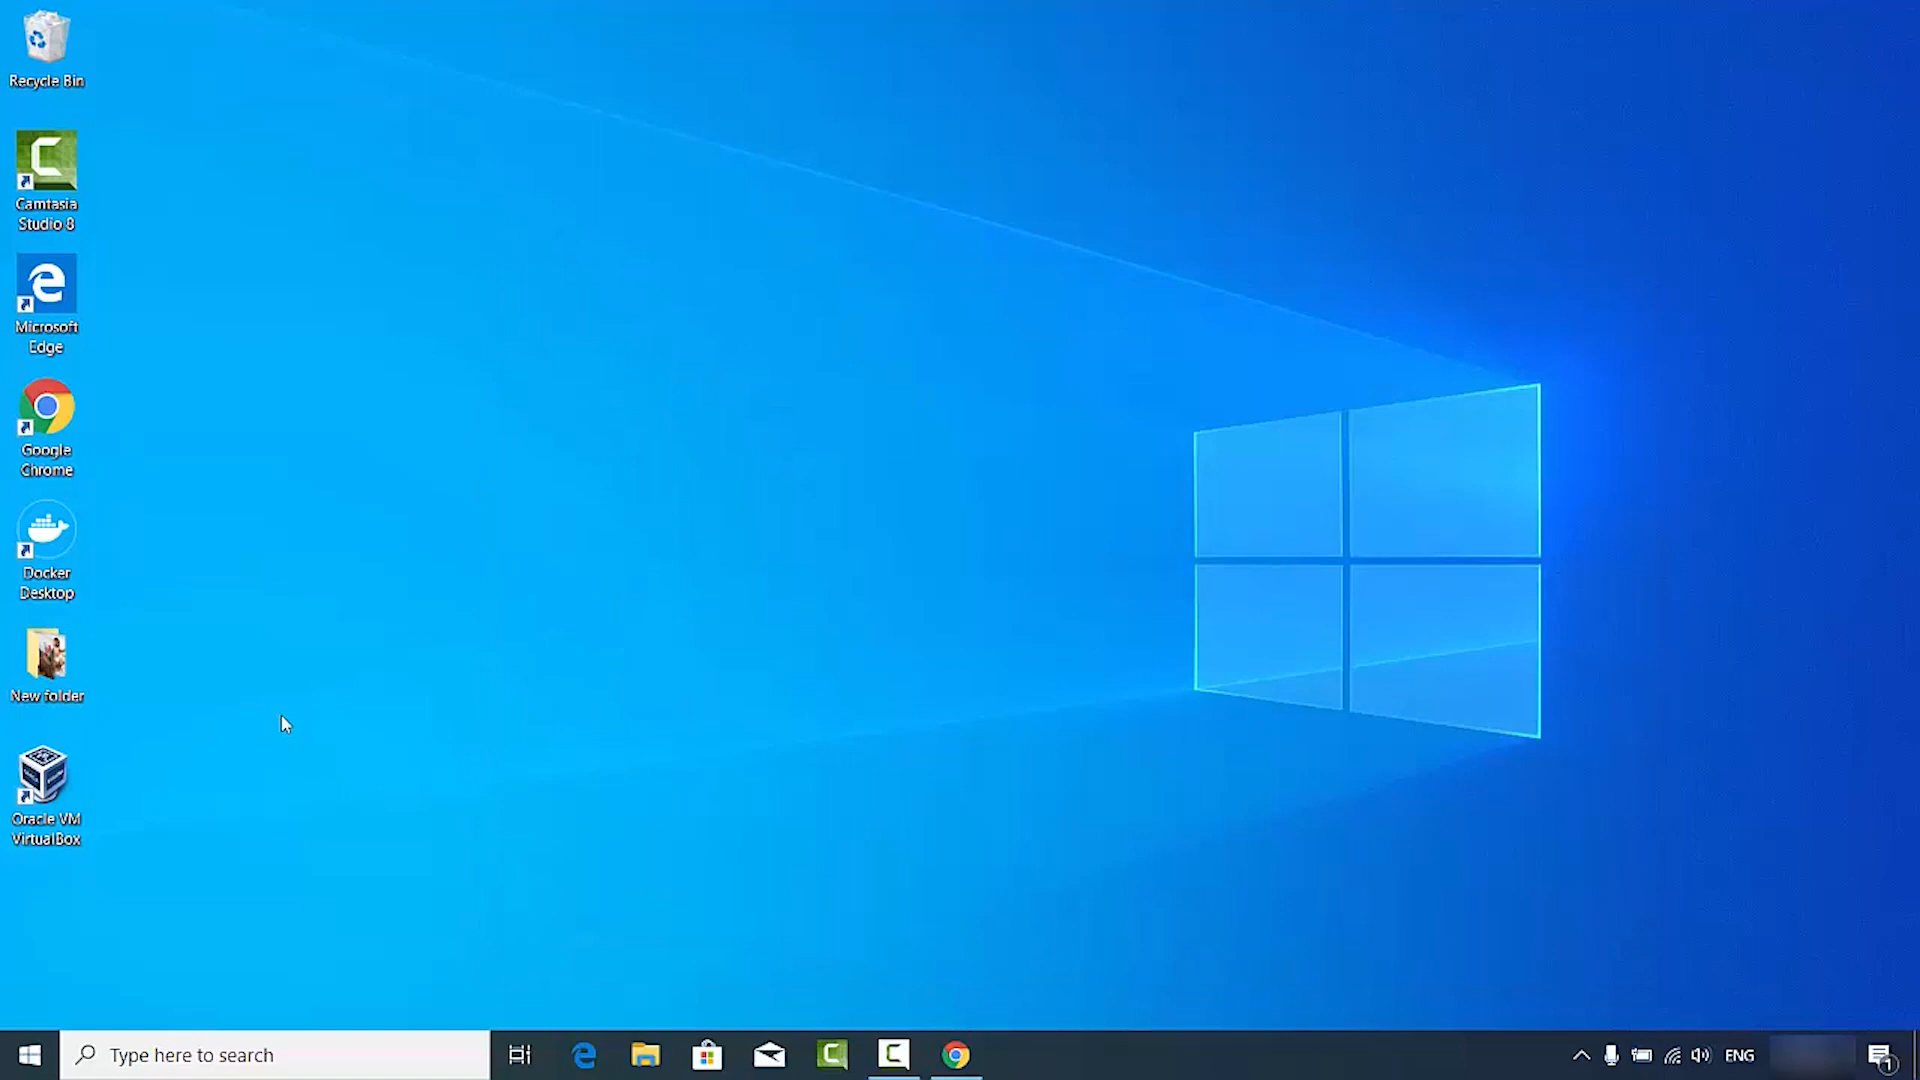 Recycle Bin
Camtasia
Studio 8
Microsoft
Edge
Google
Chrome
Docker
Desktop
New folder
Oracle VM
VirtualBox
Type here to search
ENG
1